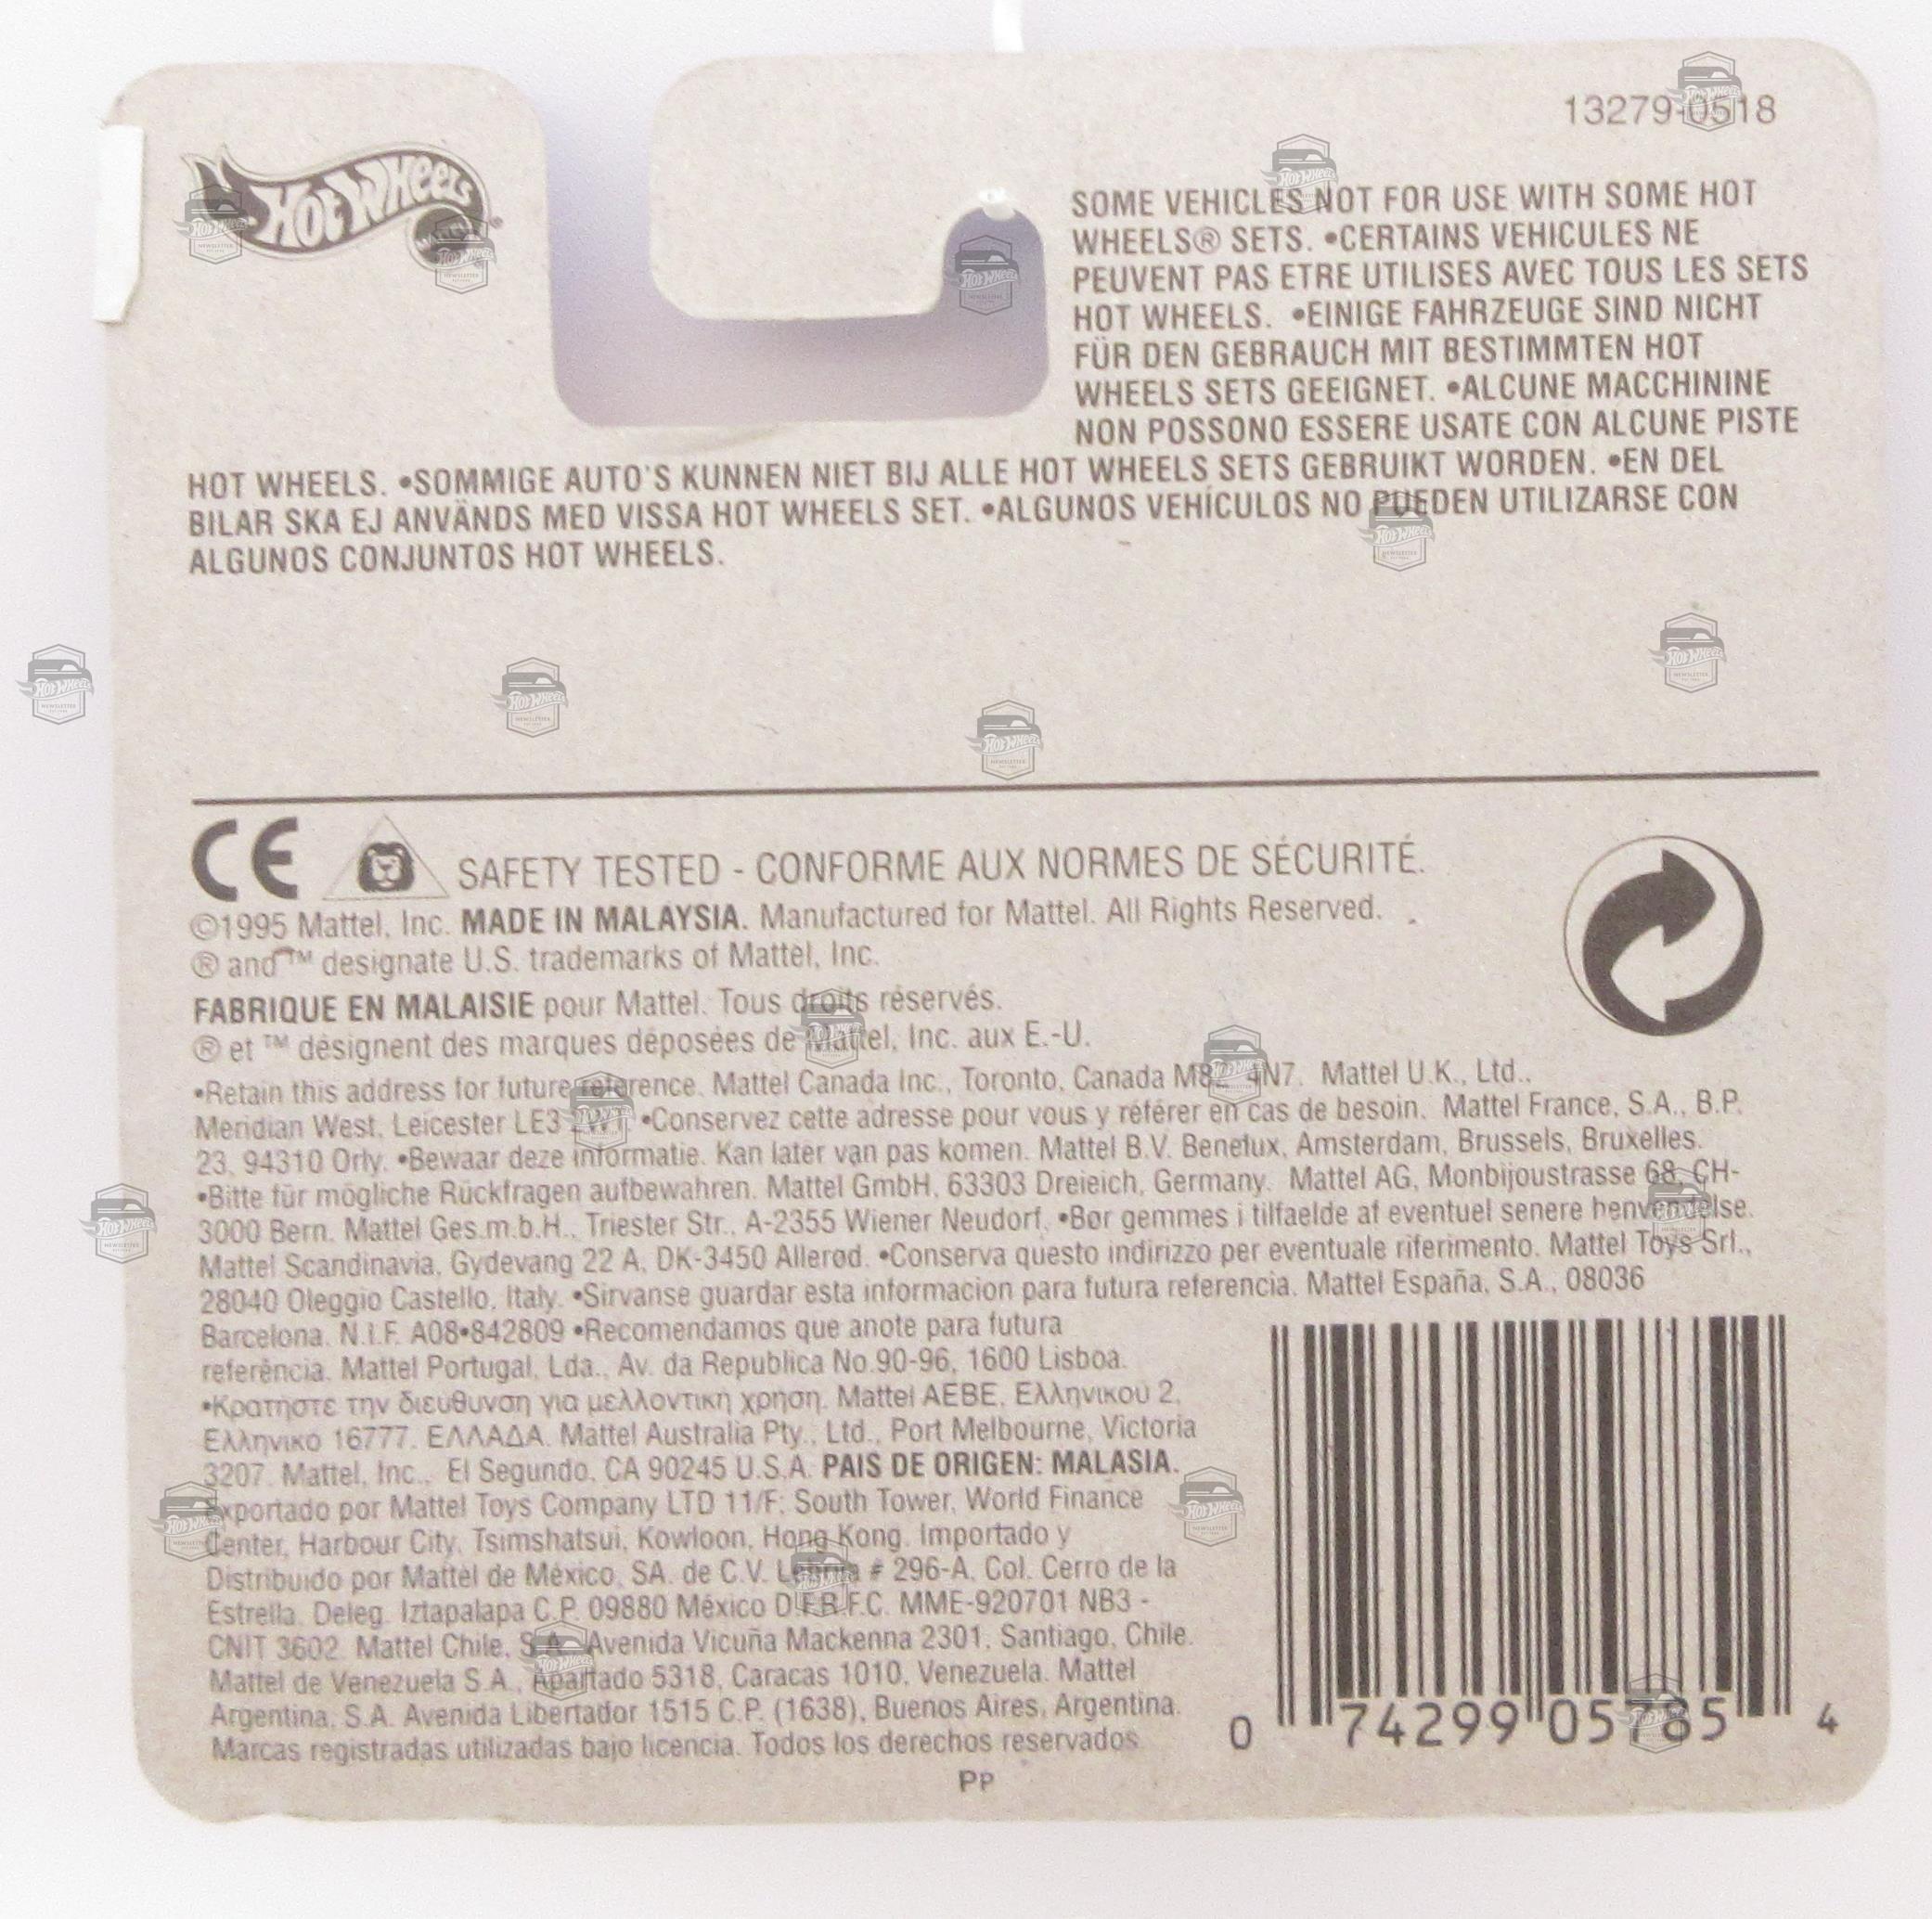 13279-0518
Hot Wheels
SOME VEHICLES NOT FOR USE WITH SOME HOT
WHEELS® SETS. •CERTAINS VEHICULES NE
PEUVENT PAS ETRE UTILISES AVEC TOUS LES SETS
HOT WHEELS. •EINIGE FAHRZEUGE SIND NICHT
FÜR DEN GEBRAUCH MIT BESTIMMTEN HOT
WHEELS SETS GEEIGNET. •ALCUNE MACCHININE
NON POSSONO ESSERE USATE CON ALCUNE PISTE
HOT WHEELS. •SOMMIGE AUTO'S KUNNEN NIET BIJ ALLE HOT WHEELS SETS GEBRUIKT WORDEN. •EN DEL
BILAR SKA EJ ANVÄNDS MED VISSA HOT WHEELS SET. •ALGUNOS VEHÍCULOS NO PUEDEN UTILIZARSE CON
ALGUNOS CONJUNTOS HOT WHEELS.
CE SAFETY TESTED - CONFORME AUX NORMES DE SÉCURITÉ.
©1995 Mattel, Inc. MADE IN MALAYSIA. Manufactured for Mattel. All Rights Reserved.
® and ™ designate U.S. trademarks of Mattel, Inc.
FABRIQUE EN MALAISIE pour Mattel. Tous droits réservés.
® et ™ désignent des marques déposées de Mattel, Inc. aux E.-U.
•Retain this address for future reference. Mattel Canada Inc., Toronto, Canada 4N7. Mattel U.K., Ltd.,
Meridian West, Leicester LE3 •Conservez cette adresse pour vous y référer en cas de besoin. Mattel France, S.A., B.P.
23, 94310 Orly. •Bewaar deze informatie. Kan later van pas komen. Mattel B.V. Benelux, Amsterdam, Brussels, Bruxelles.
•Bitte für mögliche Rückfragen aufbewahren. Mattel GmbH, 63303 Dreieich, Germany. Mattel AG, Monbijoustrasse 68, CH-
3000 Bern. Mattel Ges.m.b.H., Triester Str., A-2355 Wiener Neudorf. •Bør gemmes i tilfaelde af eventuel senere henvendelse.
Mattel Scandinavia, Gydevang 22 A, DK-3450 Allerød. •Conserva questo indirizzo per eventuale riferimento. Mattel Toys Srl.,
28040 Oleggio Castello, Italy. •Sirvanse guardar esta informacion para futura referencia. Mattel España, S.A., 08036
Barcelona. N.I.F. A08•842809 •Recomendamos que anote para futura
referência. Mattel Portugal, Lda., Av. da Republica No.90-96, 1600 Lisboa.
•Κρατήστε την διευθυνση για μελλοντικη χρηση. Mattel AEBE, Ελληνικου 2,
Ελληνικο 16777. ΕΛΛΑΔΑ. Mattel Australia Pty., Ltd., Port Melbourne, Victoria
3207. Mattel, Inc., El Segundo, CA 90245 U.S.A. PAIS DE ORIGEN: MALASIA.
Exportado por Mattel Toys Company LTD 11/F: South Tower, World Finance
Center, Harbour City, Tsimshatsui, Kowloon, Hong Kong. Importado y
Distribuido por Mattel de México, SA. de C.V. # 296-A, Col. Cerro de la
Estrella. Deleg. Iztapalapa C.P. 09880 México D.F.R.F.C. MME-920701 NB3 -
CNIT 3602. Mattel Chile, S.A., Avenida Vicuña Mackenna 2301, Santiago, Chile.
Mattel de Venezuela S.A., Apartado 5318, Caracas 1010, Venezuela. Mattel
Argentina, S.A. Avenida Libertador 1515 C.P. (1638), Buenos Aires, Argentina.
Marcas registradas utilizadas bajo licencia. Todos los derechos reservados.
PP
0 74299 05785 4